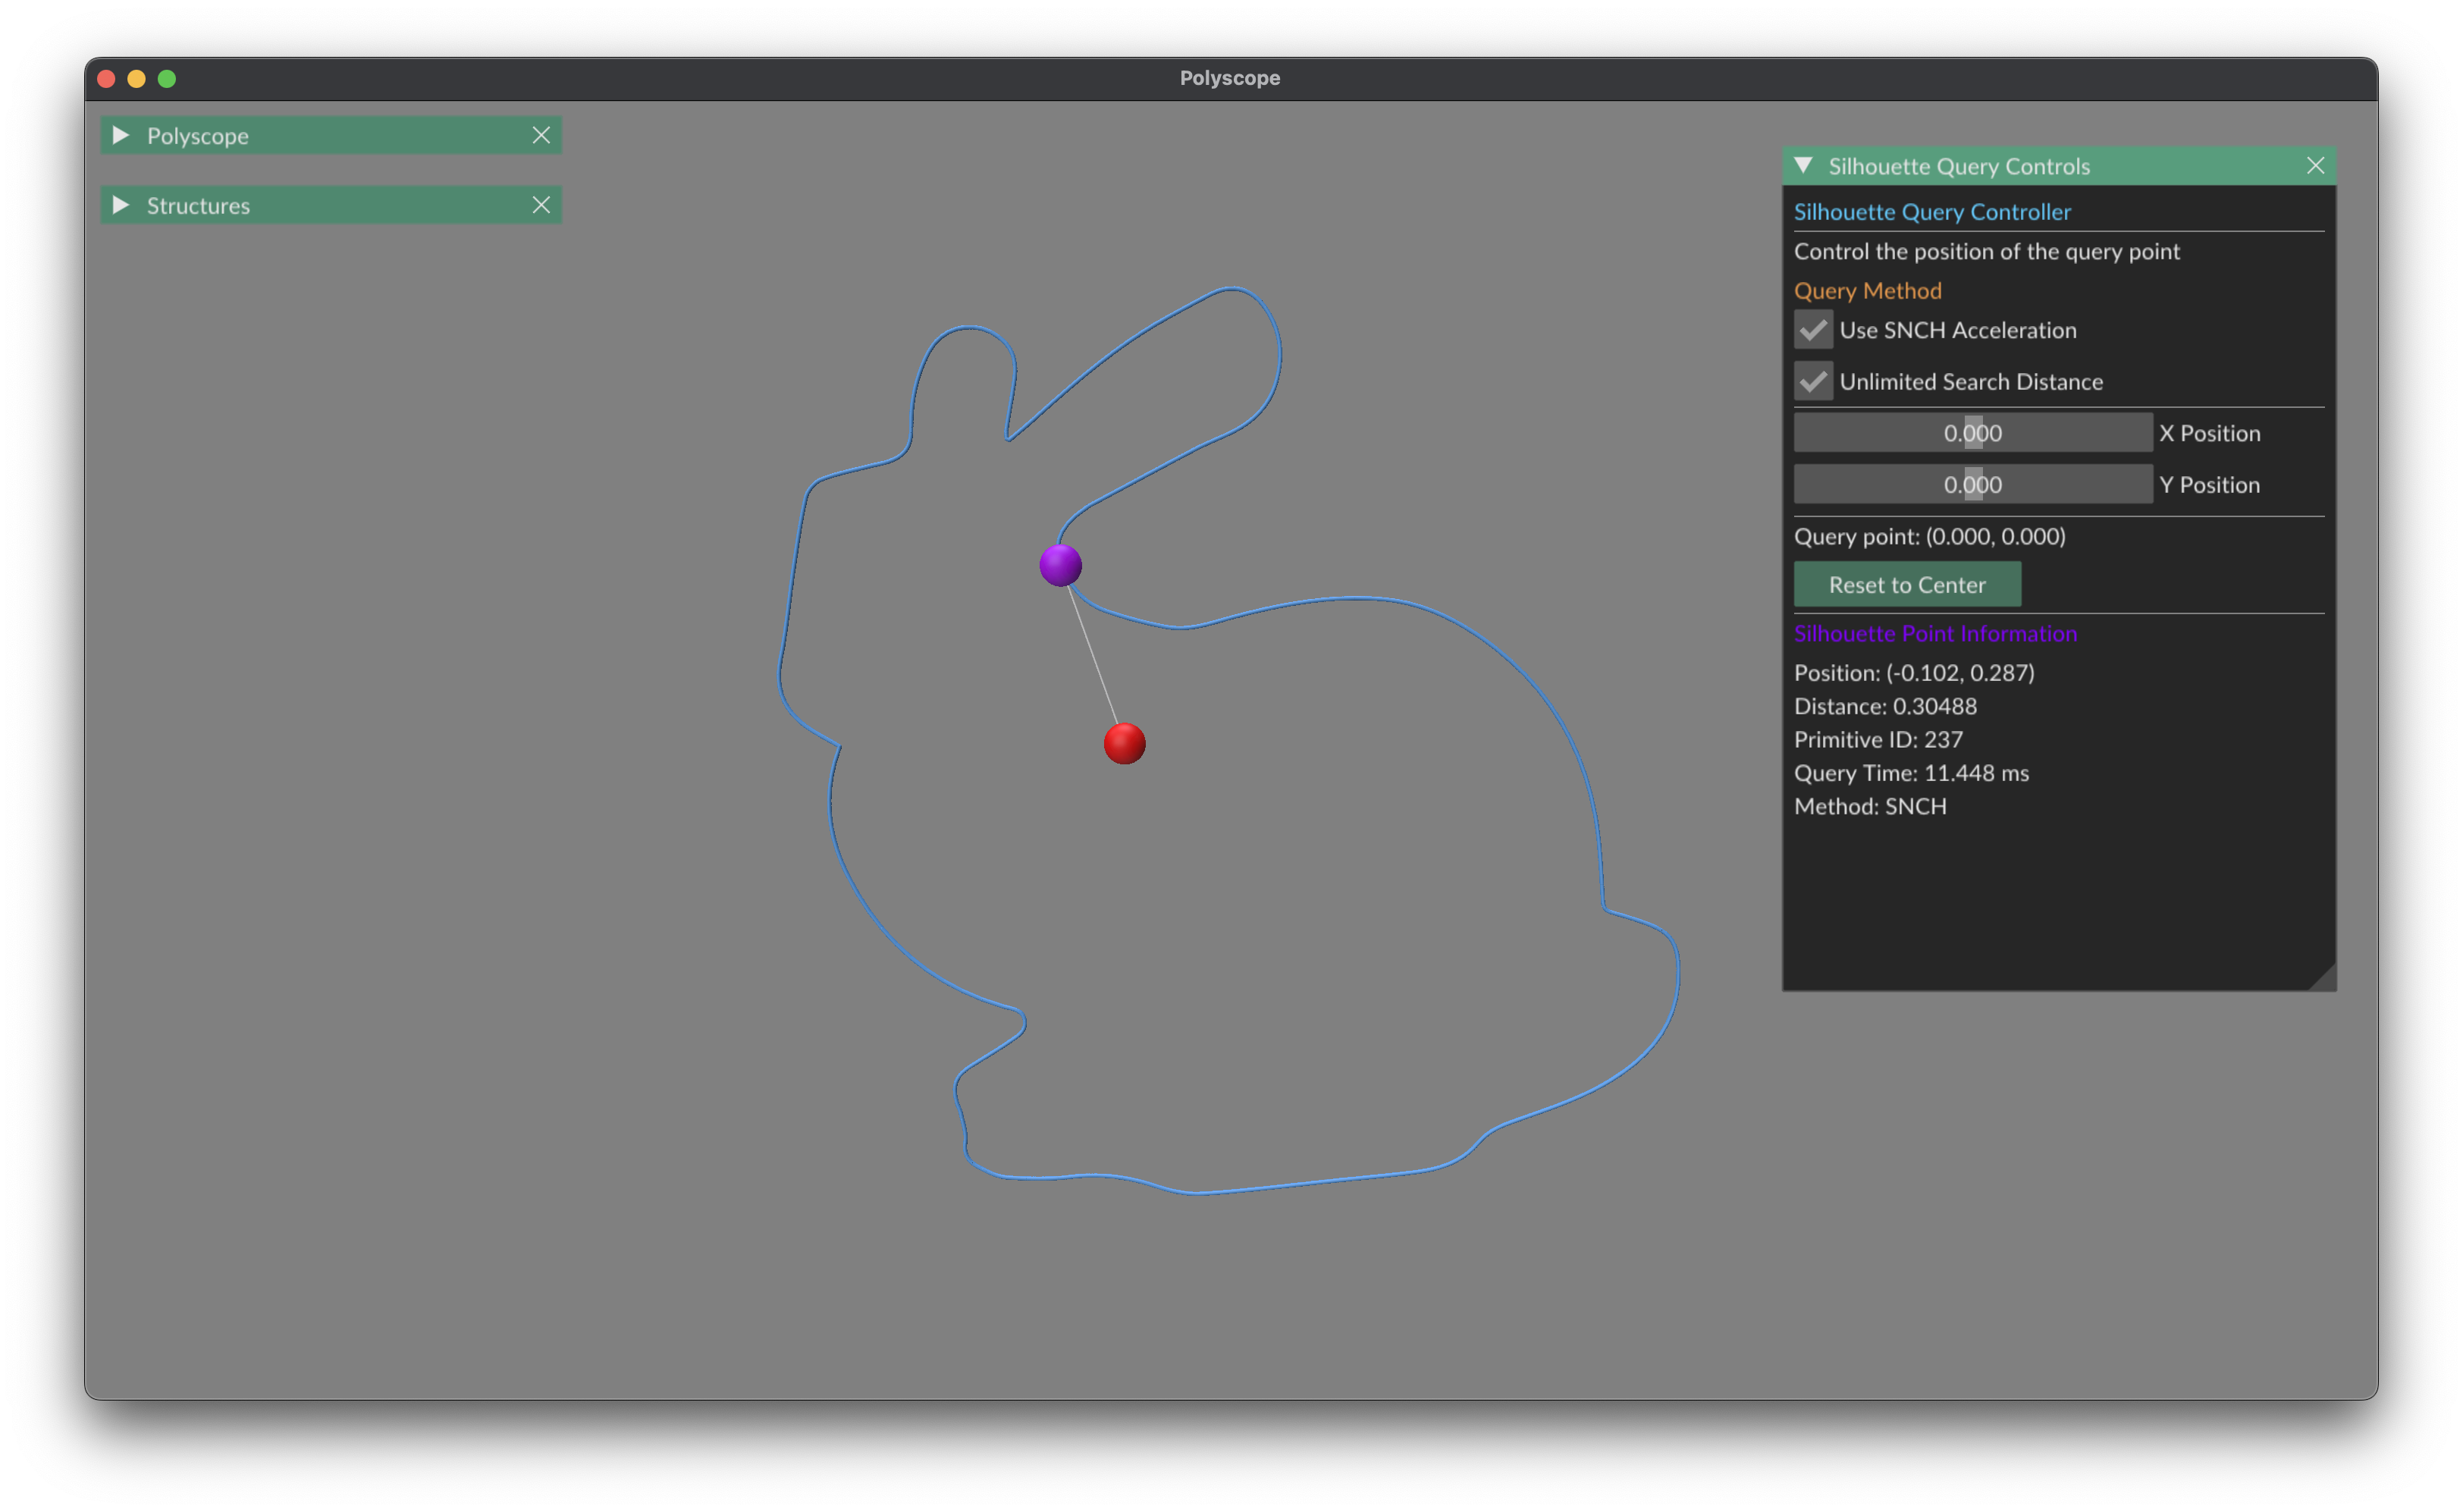 Polyscope
Polyscope
Structures
Silhouette Query Controls
Silhouette Query Controller
Control the position of the query point
Query Method
Use SNCH Acceleration
Unlimited Search Distance
0.000 X Position
0.000 Y Position
Query point: (0.000, 0.000)
Reset to Center
Silhouette Point Information
Position: (-0.102, 0.287)
Distance: 0.30488
Primitive ID: 237
Query Time: 11.448 ms
Method: SNCH